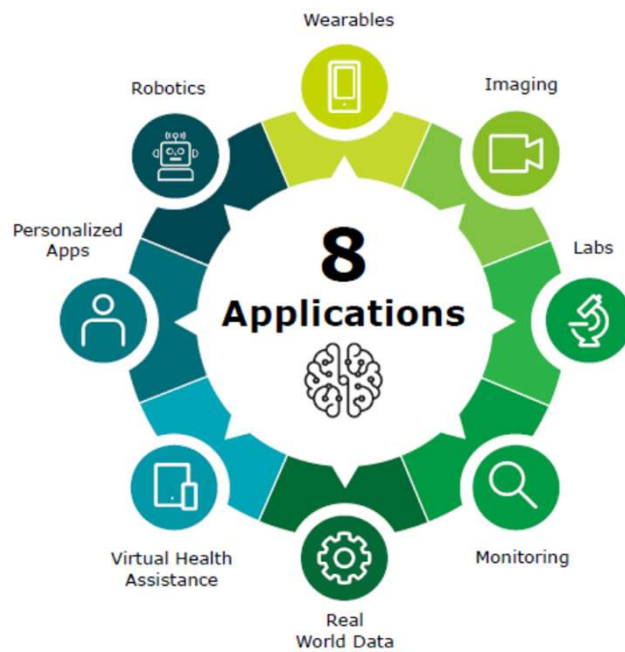 Wearables
Imaging
Labs
Monitoring
Real
World Data
Virtual Health
Assistance
Personalized
Apps
Robotics
8
Applications